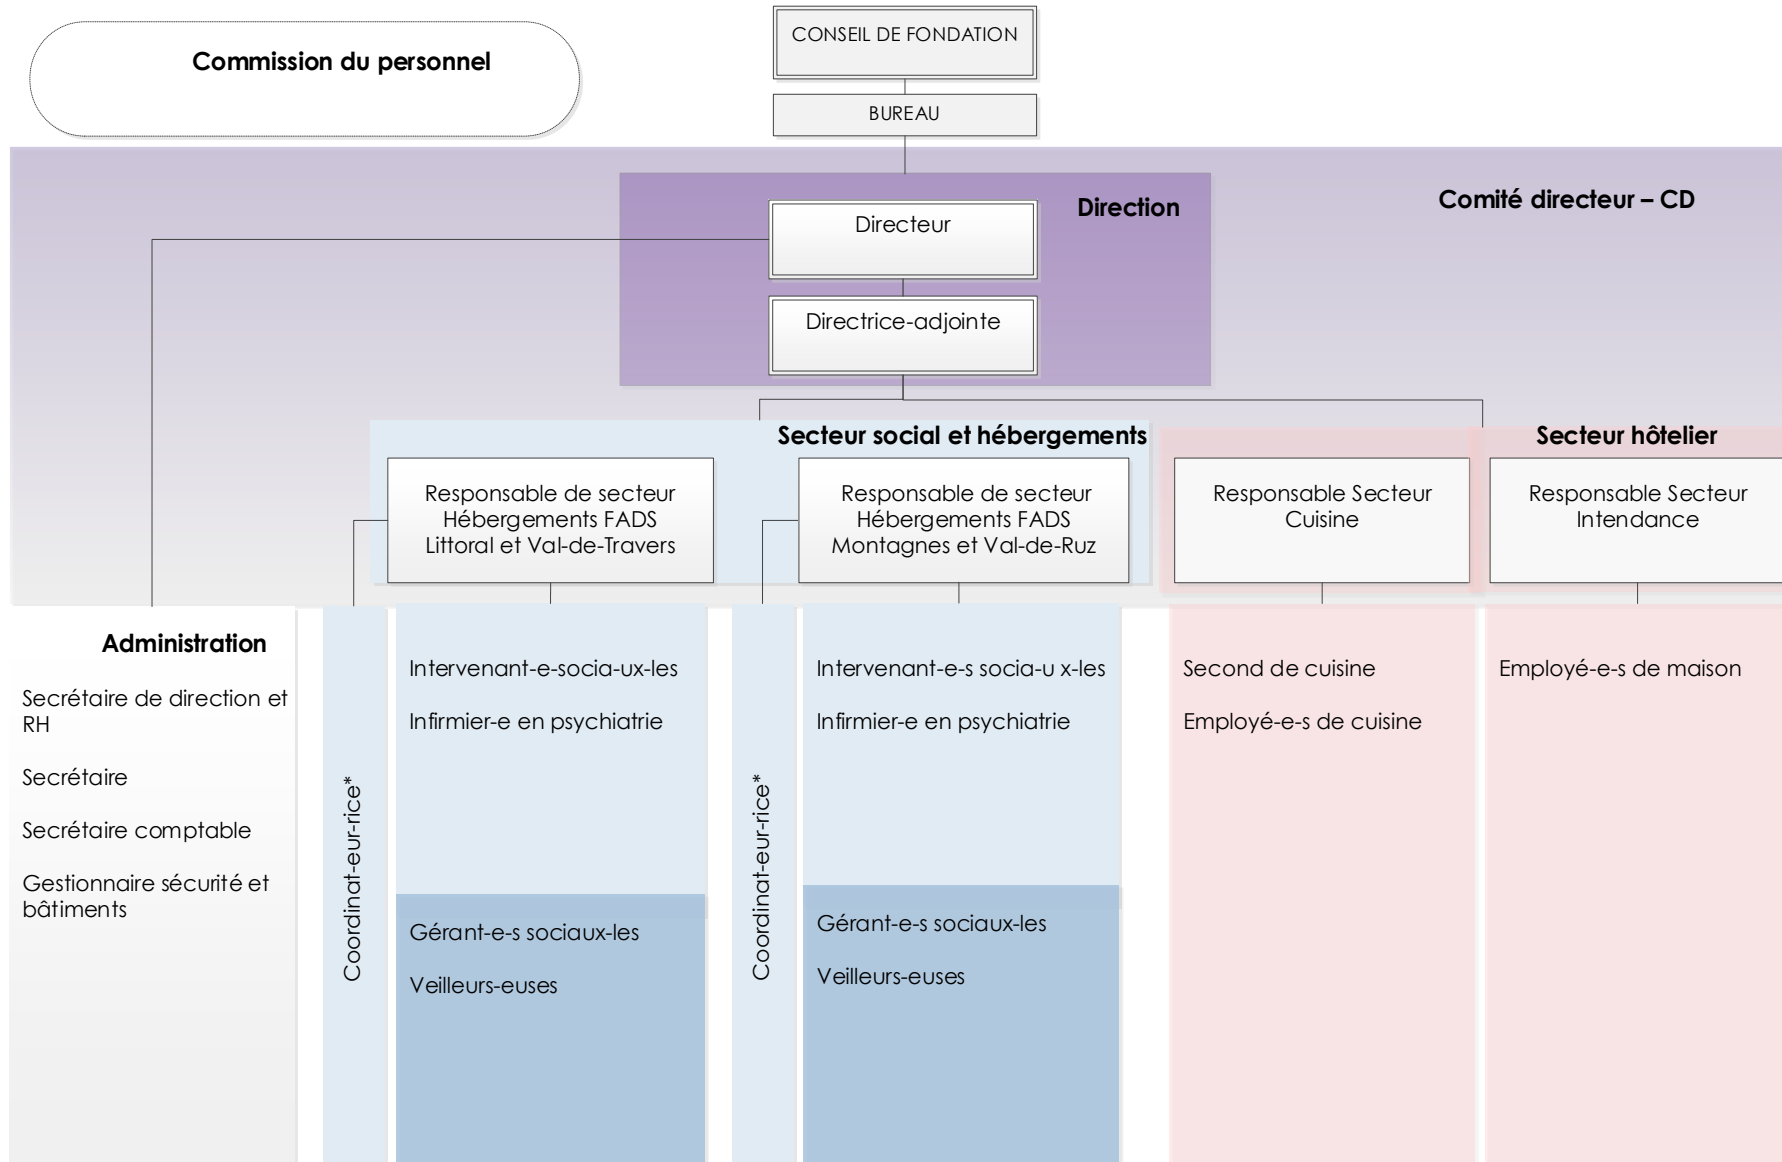 Commission du personnel
CONSEIL DE FONDATION
BUREAU
Direction
Comité directeur – CD
Directeur
Directrice-adjointe
Secteur social et hébergements
Secteur hôtelier
Responsable de secteur
Hébergements FADS
Littoral et Val-de-Travers
Responsable de secteur
Hébergements FADS
Montagnes et Val-de-Ruz
Responsable Secteur
Cuisine
Responsable Secteur
Intendance
Administration
Secrétaire de direction et
RH
Secrétaire
Secrétaire comptable
Gestionnaire sécurité et
bâtiments
Coordinat-eur-rice*
Intervenant-e-socia-ux-les
Infirmier-e en psychiatrie
Gérant-e-s sociaux-les
Veilleurs-euses
Coordinat-eur-rice*
Intervenant-e-s socia-u x-les
Infirmier-e en psychiatrie
Gérant-e-s sociaux-les
Veilleurs-euses
Second de cuisine
Employé-e-s de cuisine
Employé-e-s de maison